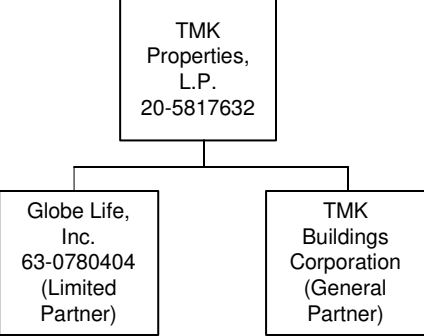 TMK
Properties,
L.P.
20-5817632
Globe Life,
Inc.
63-0780404
(Limited
Partner)
TMK
Buildings
Corporation
(General
Partner)